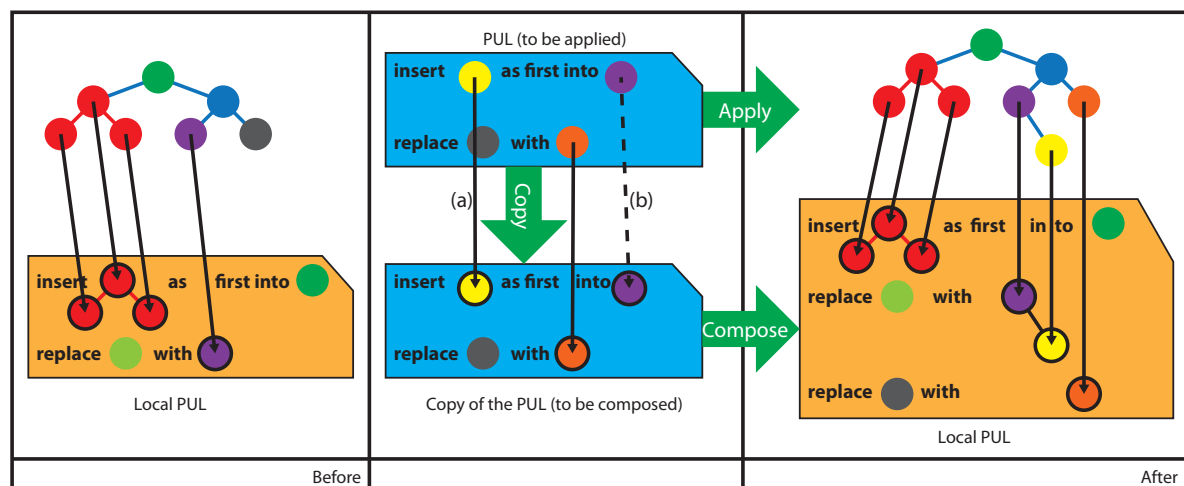 PUL (to be applied)
insert as first into
replace with
Apply
Copy
(a) (b)
insert as first into
replace with
Local PUL
insert as first into
replace with
Copy of the PUL (to be composed)
Compose
insert as first in to
replace with
replace with
Local PUL
Before
After